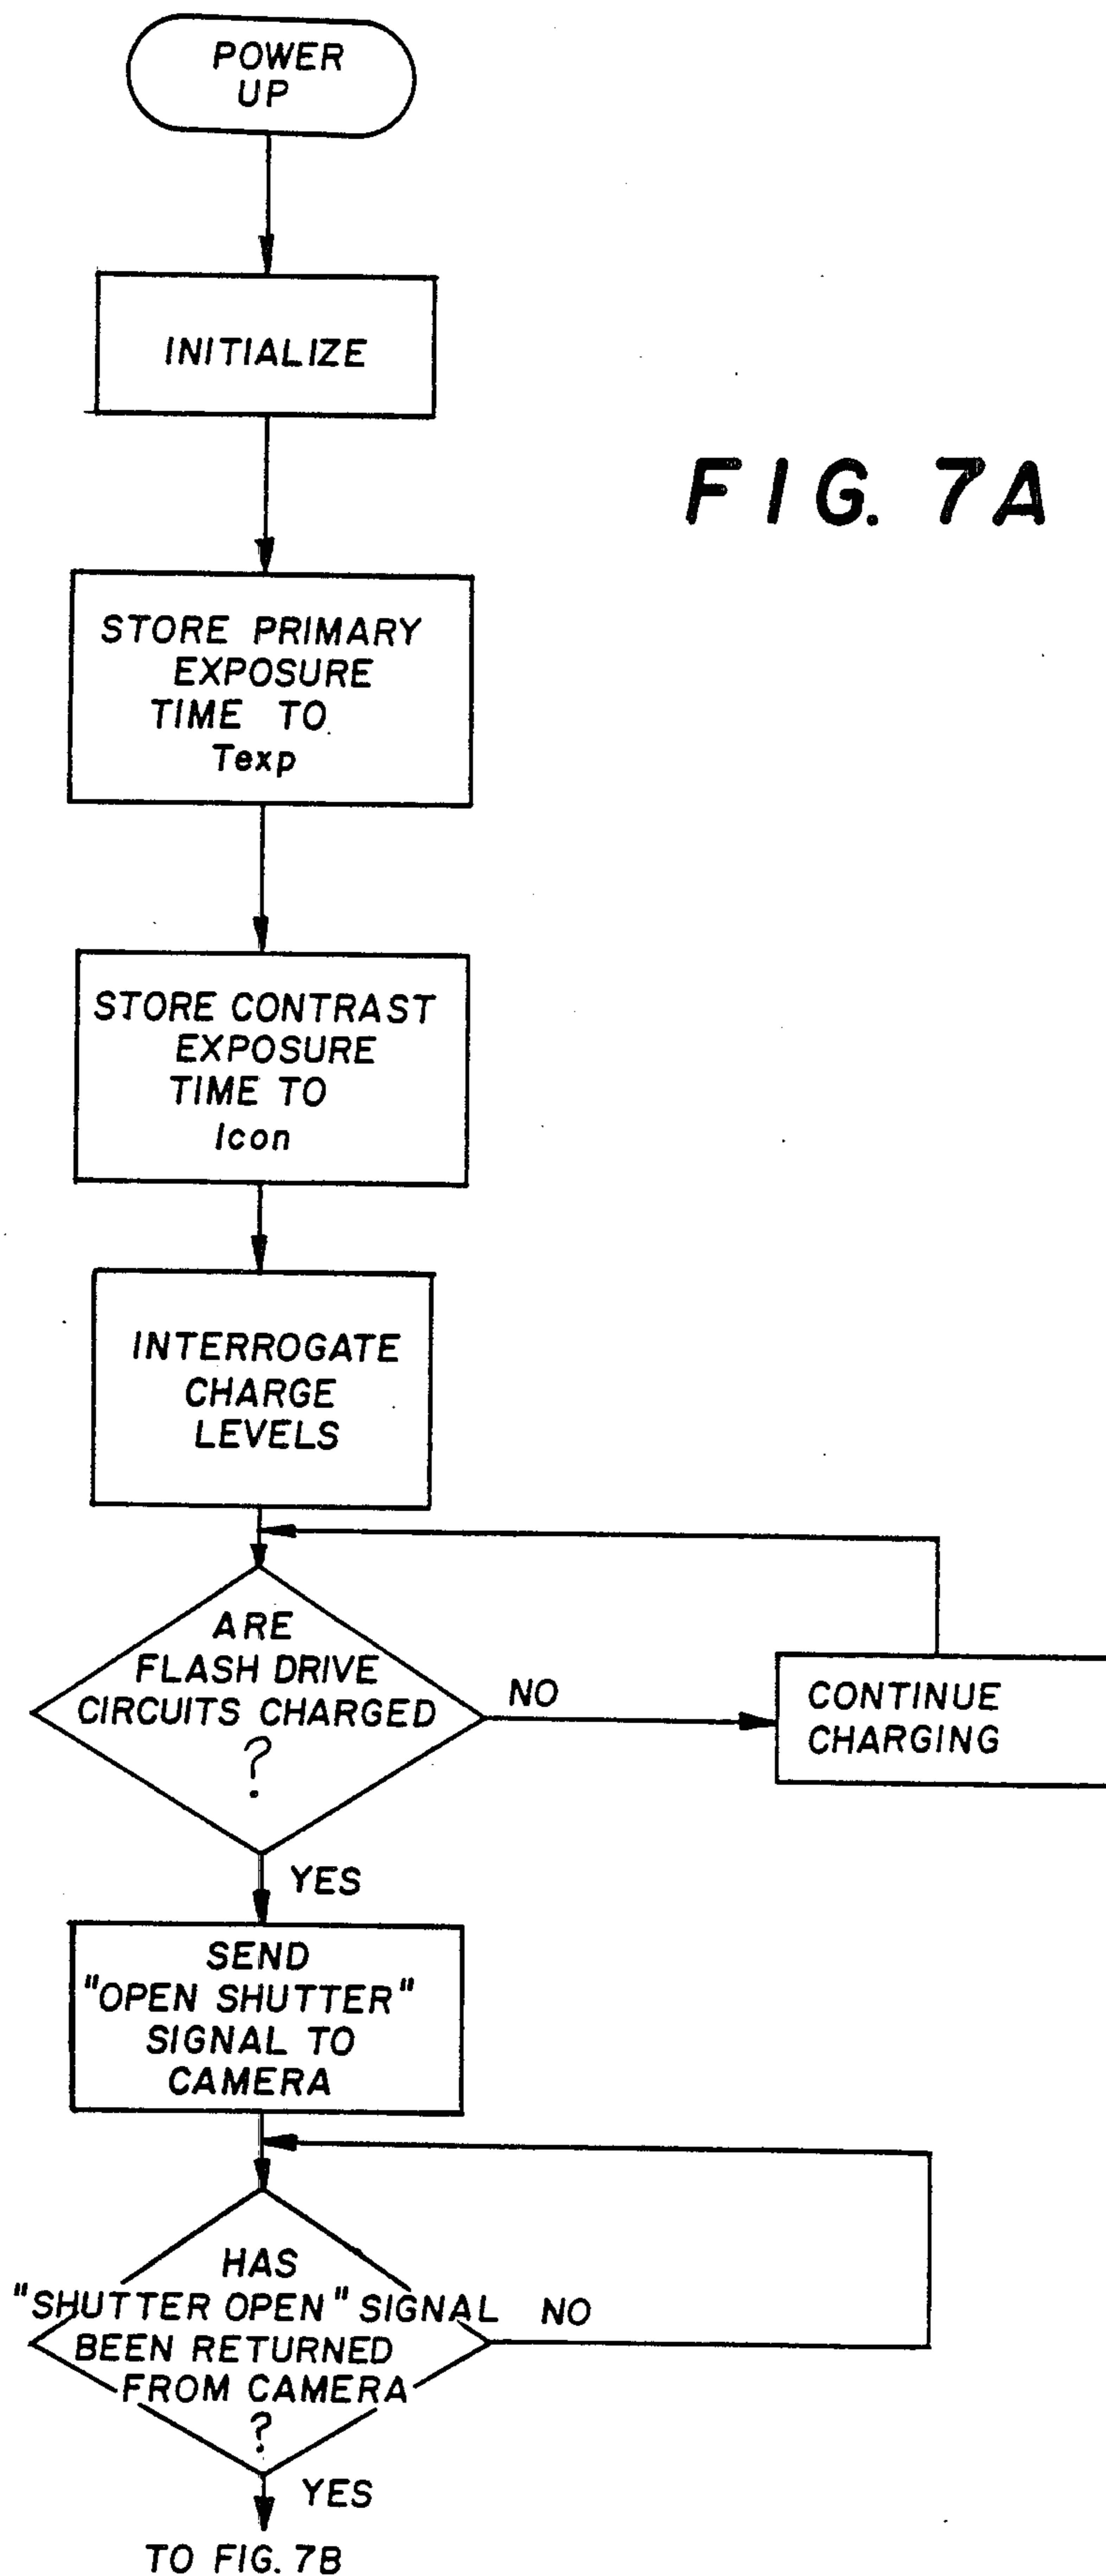 POWER
UP
INITIALIZE
FIG. 7A
STORE PRIMARY
EXPOSURE
TIME TO
Texp
STORE CONTRAST
EXPOSURE
TIME TO
Icon
INTERROGATE
CHARGE
LEVELS
ARE
FLASH DRIVE
CIRCUITS CHARGED
?
NO
CONTINUE
CHARGING
YES
SEND
"OPEN SHUTTER"
SIGNAL TO
CAMERA
HAS
"SHUTTER OPEN" SIGNAL
BEEN RETURNED
FROM CAMERA
?
NO
YES
TO FIG. 7B